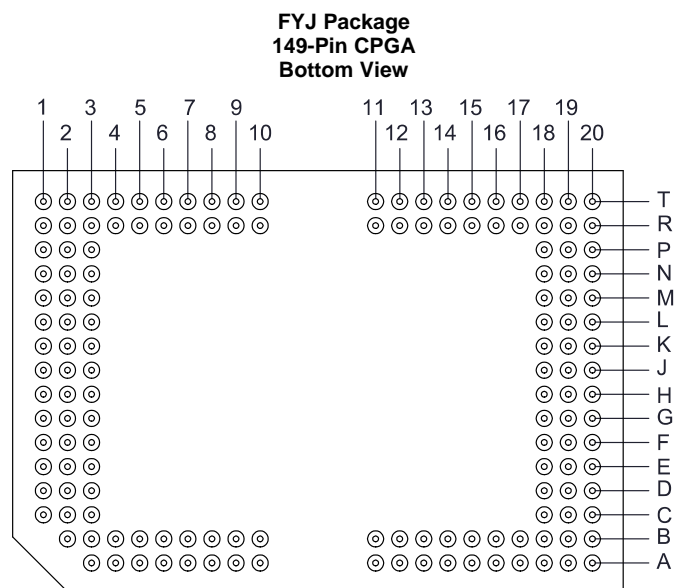 FYJ Package
149-Pin CPGA
Bottom View
1 3 5 7 9 11 13 15 17 19
2 4 6 8 10 12 14 16 18 20
T
R
P
N
M
L
K
J
H
G
F
E
D
C
B
A